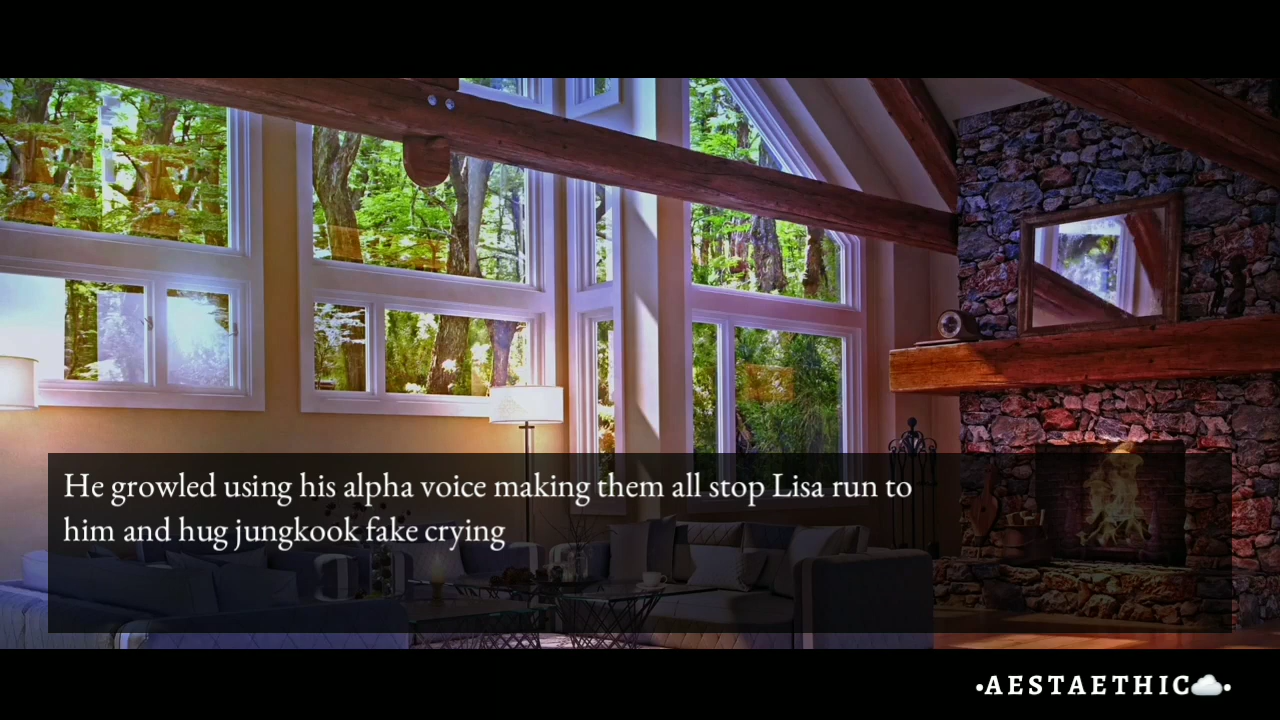 He growled using his alpha voice making them all stop Lisa run to
him and hug jungkook fake crying
•AESTAETHIC☁️•